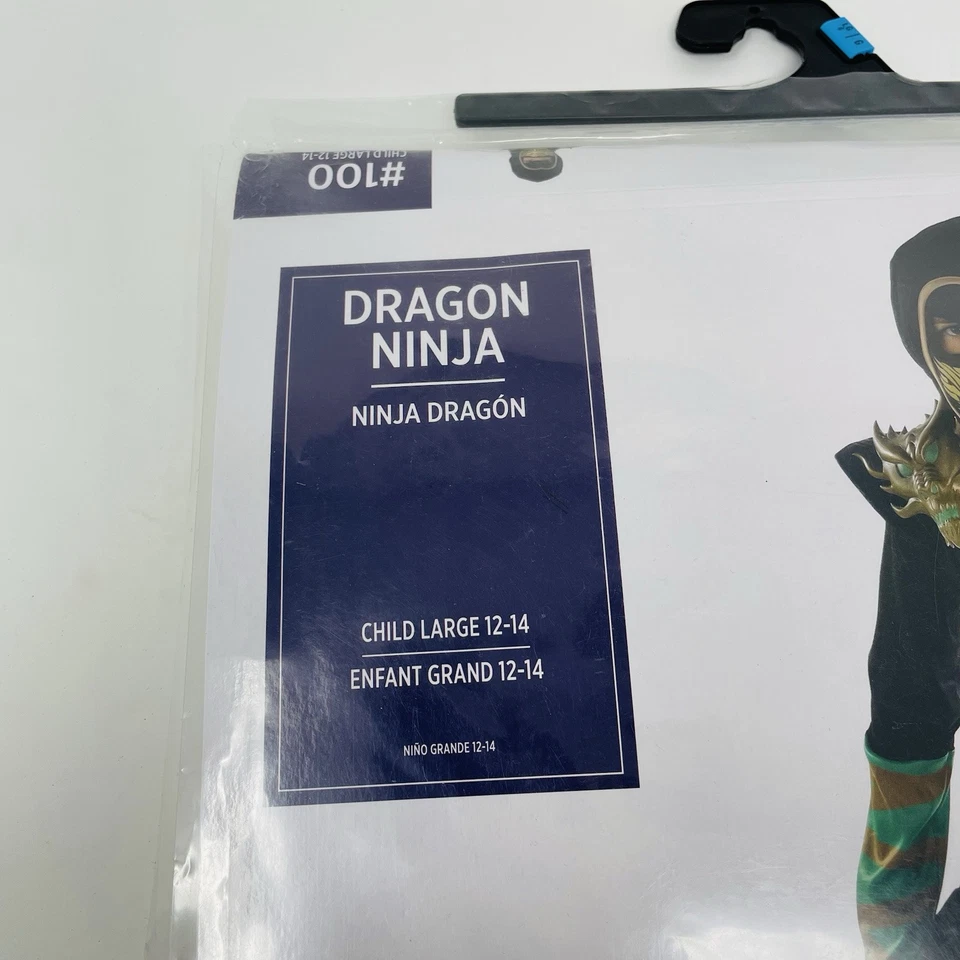 #100
CHILD LARGE 12-14
DRAGON
NINJA
NINJA DRAGÓN
CHILD LARGE 12-14
ENFANT GRAND 12-14
NIÑO GRANDE 12-14